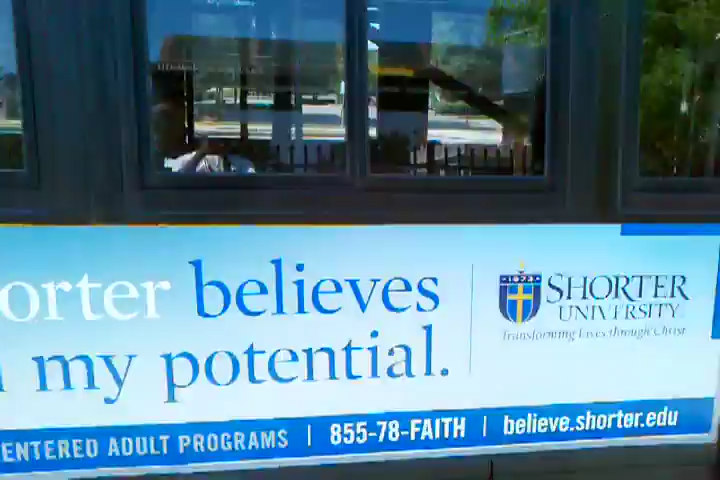 orter believes
my potential.
1873
SHORTER
UNIVERSITY
Transforming Lives through Christ
ENTERED ADULT PROGRAMS | 855-78-FAITH | believe.shorter.edu